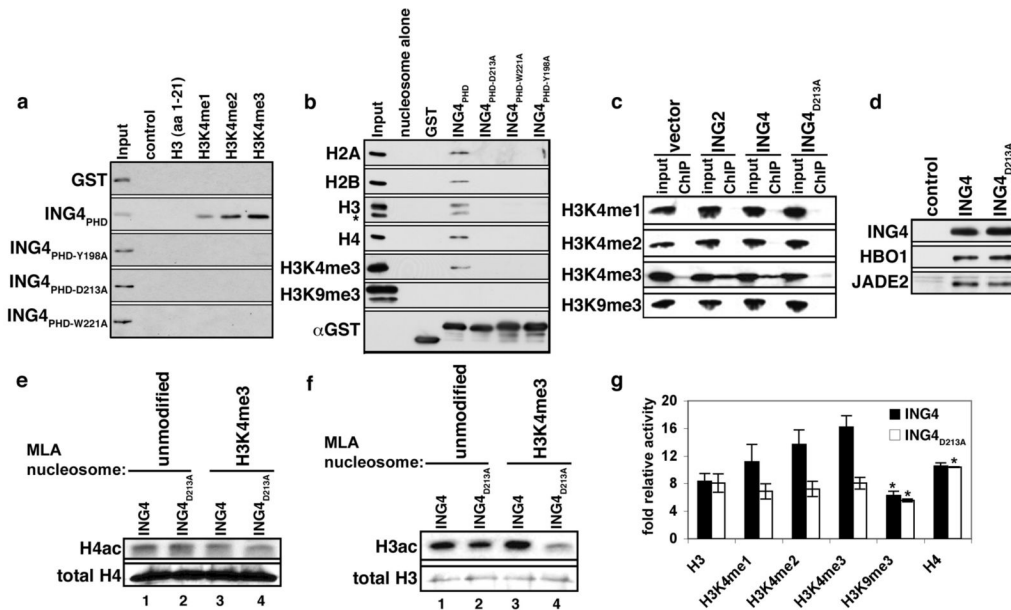 a
Input
control
H3 (aa 1-21)
H3K4me1
H3K4me2
H3K4me3
GST
ING4PHD
ING4PHD-Y198A
ING4PHD-D213A
ING4PHD-W221A
b
Input
nucleosome alone
GST
ING4PHD
ING4PHD-D213A
ING4PHD-W221A
ING4PHD-Y198A
H2A
H2B
H3
*
H4
H3K4me3
H3K9me3
αGST
c
vector
ING2
ING4
ING4D213A
input
ChIP
input
ChIP
input
ChIP
input
ChIP
H3K4me1
H3K4me2
H3K4me3
H3K9me3
d
control
ING4
ING4D213A
ING4
HBO1
JADE2
e
unmodified
H3K4me3
MLA
nucleosome:
ING4
ING4D213A
ING4
ING4D213A
H4ac
total H4
1 2 3 4
f
unmodified
H3K4me3
MLA
nucleosome:
ING4
ING4D213A
ING4
ING4D213A
H3ac
total H3
1 2 3 4
g
fold relative activity
20
16
12
8
4
0
ING4
ING4D213A
* * *
H3
H3K4me1
H3K4me2
H3K4me3
H3K9me3
H4